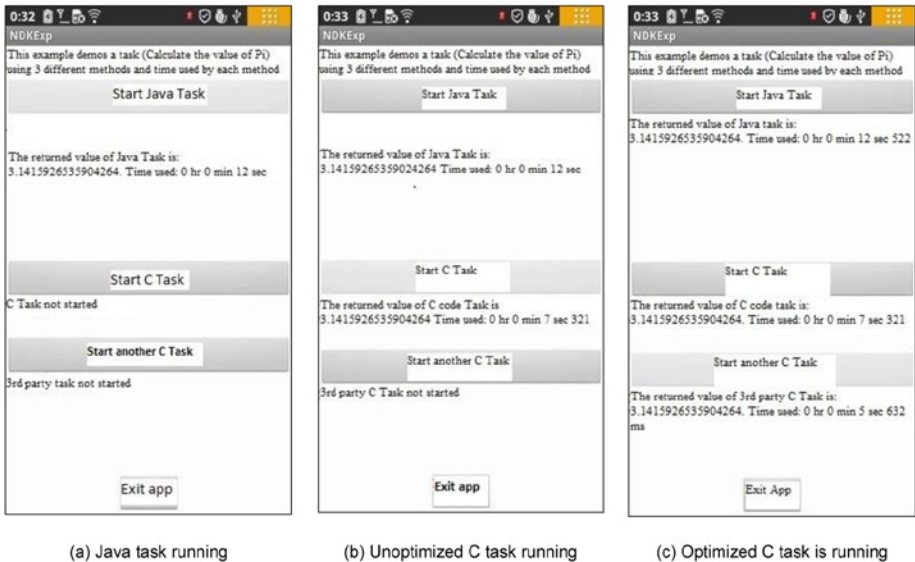 0:32
NDKExp
This example demos a task (Calculate the value of Pi)
using 3 different methods and time used by each method
Start Java Task
The returned value of Java Task is:
3.1415926535904264. Time used: 0 hr 0 min 12 sec
Start C Task
C Task not started
Start another C Task
3rd party task not started
Exit app
(a) Java task running
0:33
NDKExp
This example demos a task (Calculate the value of Pi)
using 3 different methods and time used by each method
Start Java Task
The returned value of Java Task is:
3.14159265359024264 Time used: 0 hr 0 min 12 sec
Start C Task
The returned value of C code Task is
3.1415926535904264 Time used: 0 hr 0 min 7 sec 321
Start another C Task
3rd party C Task not started
Exit app
(b) Unoptimized C task running
0:33
NDKExp
This example demos a task (Calculate the value of Pi)
using 3 different methods and time used by each method
Start Java Task
The returned value of Java task is:
3.1415926535904264. Time used: 0 hr 0 min 12 sec 522
Start C Task
The returned value of C code task is:
3.1415926535904264. Time used: 0 hr 0 min 7 sec 321
Start another C Task
The returned value of 3rd party C Task is:
3.1415926535904264. Time used: 0 hr 0 min 5 sec 632
ms
Exit App
(c) Optimized C task is running